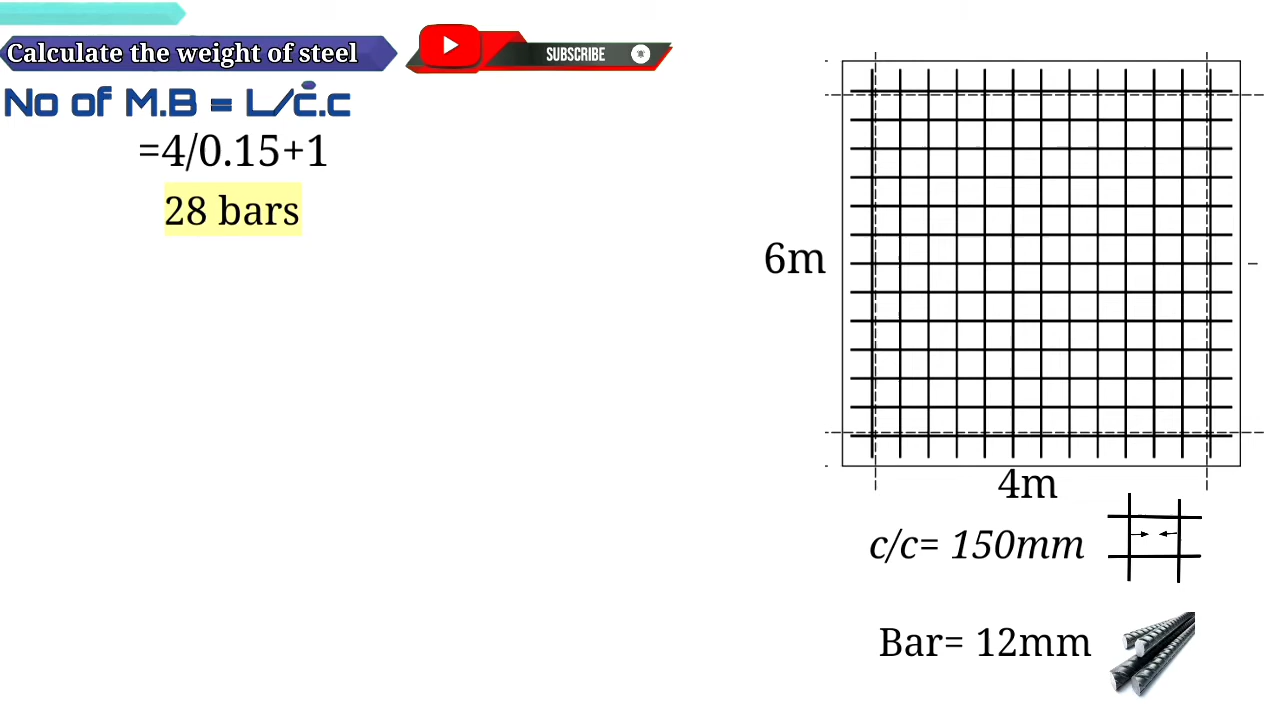 Calculate the weight of steel
SUBSCRIBE
No of M.B = L/c.c
=4/0.15+1
28 bars
6m
4m
c/c= 150mm
Bar= 12mm